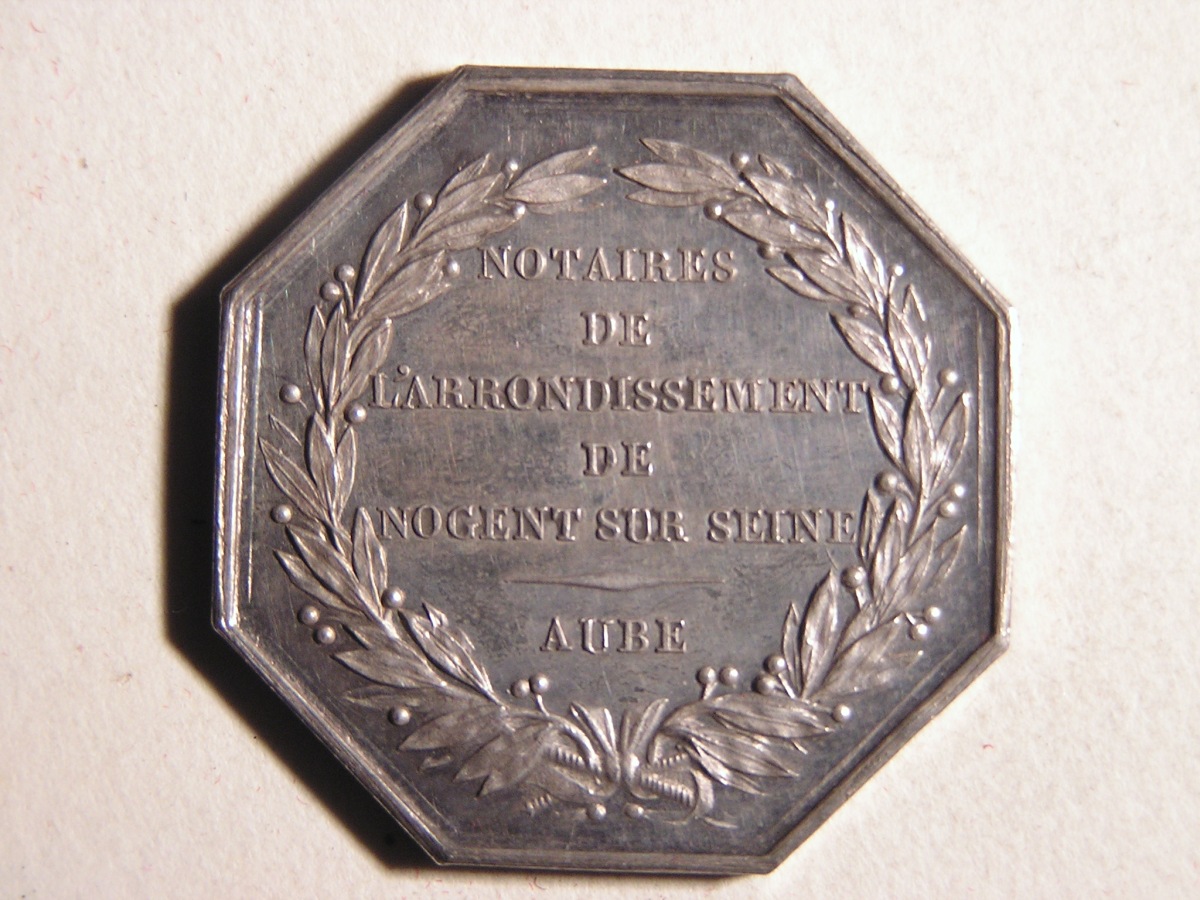 NOTAIRES
DE
L'ARRONDISSEMENT
DE
NOGENT SUR SEINE
AUBE